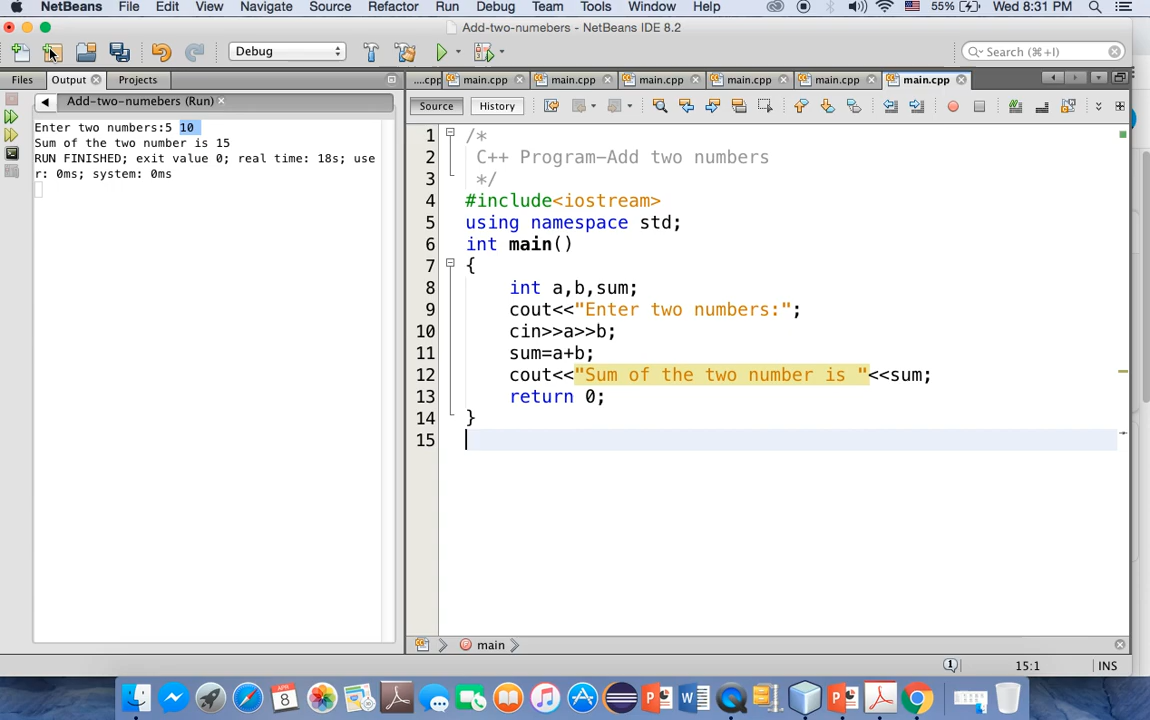 NetBeans File Edit View Navigate Source Refactor Run Debug Team Tools Window Help 55% Wed 8:31 PM
Add-two-numebers - NetBeans IDE 8.2
Debug Search (⌘+I)
Files Output Projects ....cpp main.cpp main.cpp main.cpp main.cpp main.cpp main.cpp
Add-two-numebers (Run)
Source History
Enter two numbers:5 10
Sum of the two number is 15
RUN FINISHED; exit value 0; real time: 18s; use
r: 0ms; system: 0ms
1 /*
2 C++ Program-Add two numbers
3 */
4 #include<iostream>
5 using namespace std;
6 int main()
7 {
8 int a,b,sum;
9 cout<<"Enter two numbers:";
10 cin>>a>>b;
11 sum=a+b;
12 cout<<"Sum of the two number is "<<sum;
13 return 0;
14 }
15
main
1 15:1 INS
APR
8